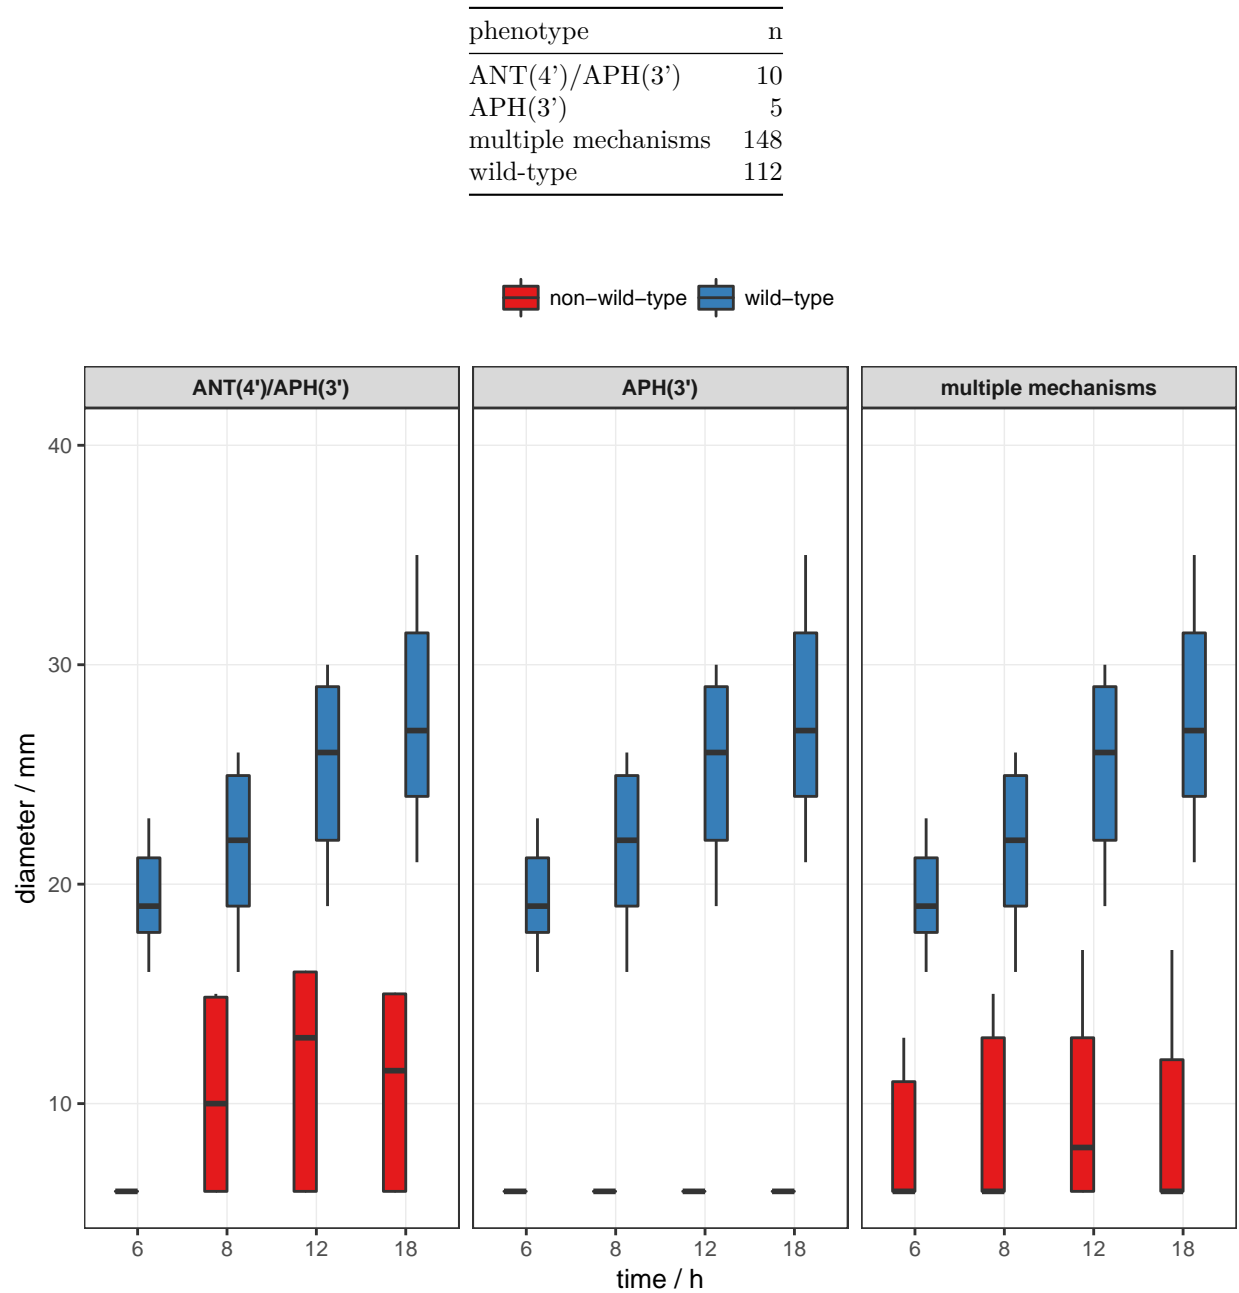 phenotype n
ANT(4’)/APH(3’) 10
APH(3’) 5
multiple mechanisms 148
wild-type 112
non−wild−type wild−type
ANT(4')/APH(3') APH(3') multiple mechanisms
40
30
20
10
diameter / mm
6 8 12 18 6 8 12 18 6 8 12 18
time / h